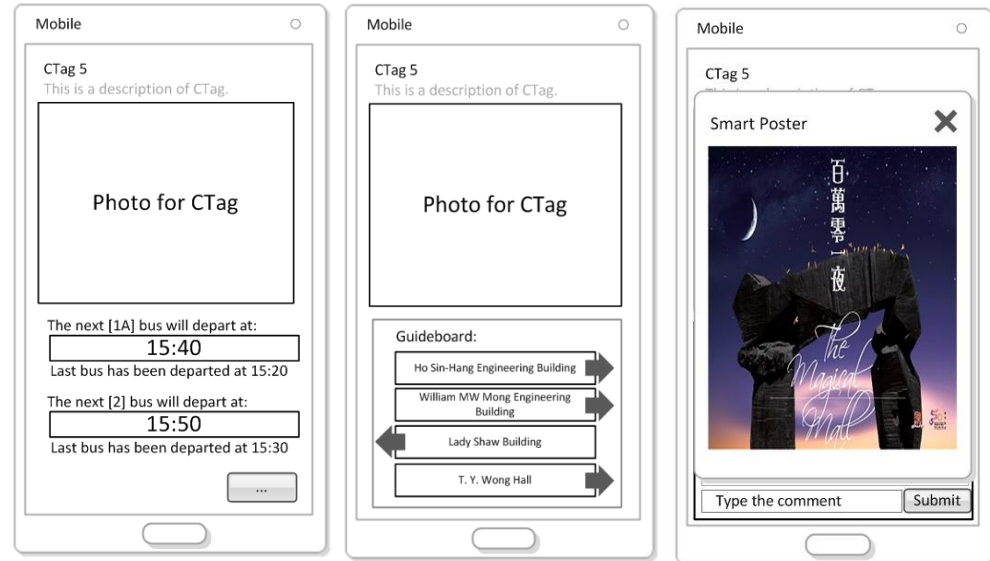 Mobile
CTag 5
This is a description of CTag.
Photo for CTag
The next [1A] bus will depart at:
15:40
Last bus has been departed at 15:20
The next [2] bus will depart at:
15:50
Last bus has been departed at 15:30
...
Mobile
CTag 5
This is a description of CTag.
Photo for CTag
Guideboard:
Ho Sin-Hang Engineering Building
William MW Mong Engineering
Building
Lady Shaw Building
T. Y. Wong Hall
Mobile
CTag 5
Smart Poster
百萬零一夜
The
Magical
Mall
Type the comment
Submit